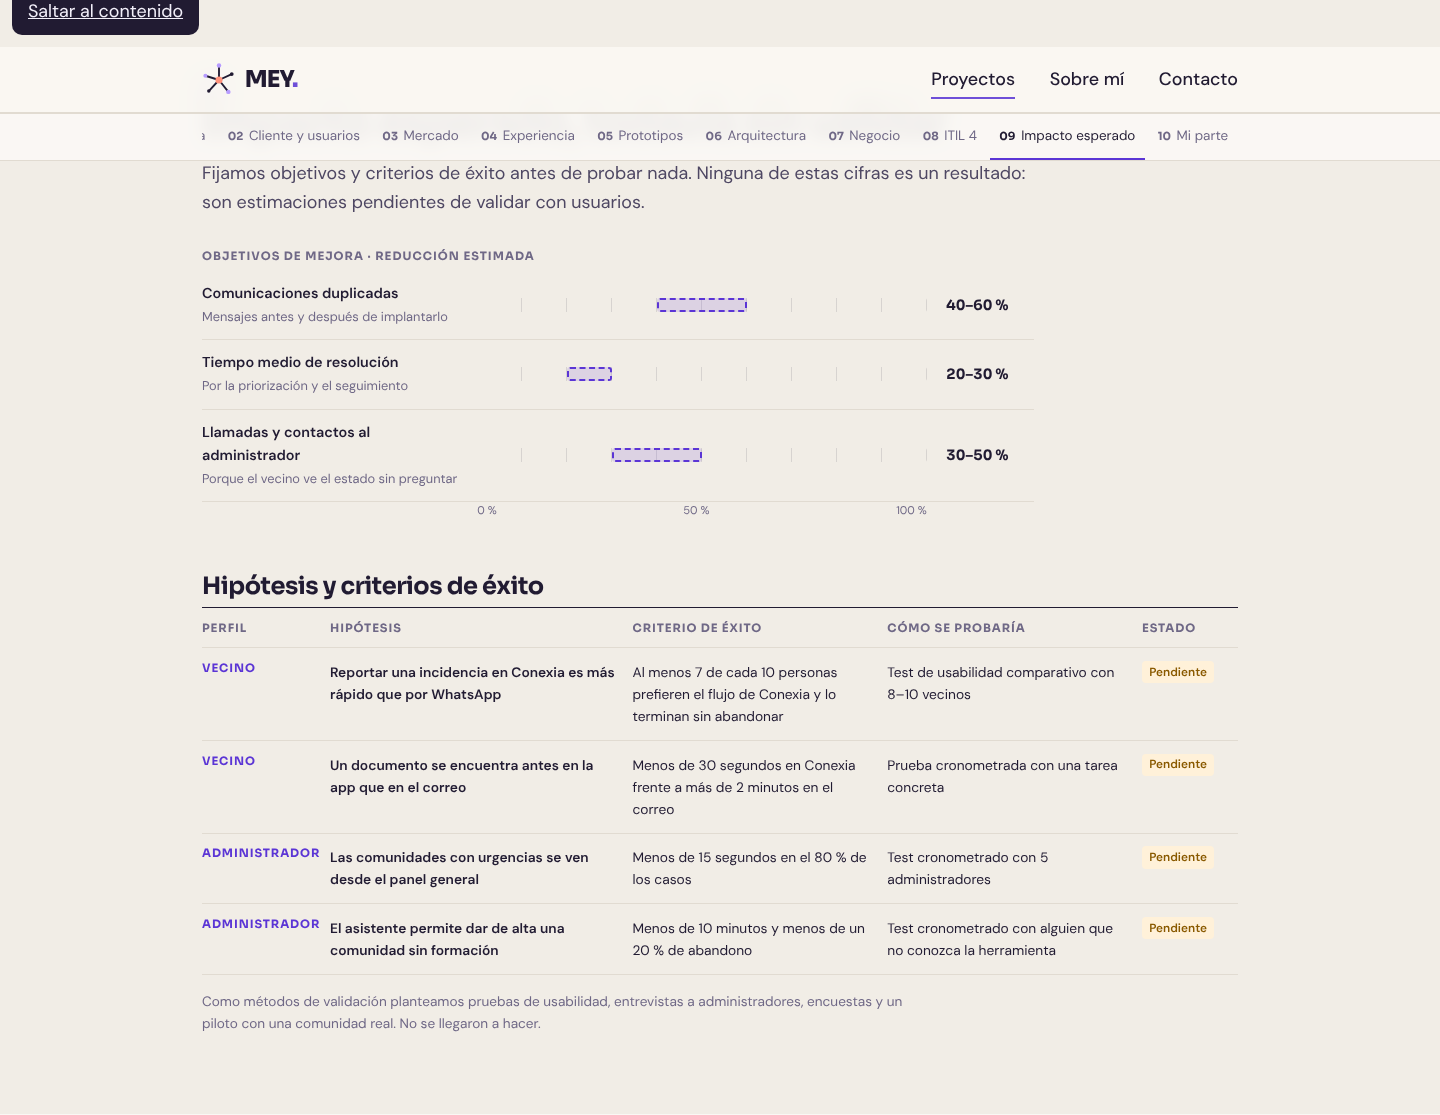 Saltar al contenido
MEY.
Proyectos
Sobre mí
Contacto
a
02 Cliente y usuarios
03 Mercado
04 Experiencia
05 Prototipos
06 Arquitectura
07 Negocio
08 ITIL 4
09 Impacto esperado
10 Mi parte
Fijamos objetivos y criterios de éxito antes de probar nada. Ninguna de estas cifras es un resultado:
son estimaciones pendientes de validar con usuarios.
OBJETIVOS DE MEJORA · REDUCCIÓN ESTIMADA
Comunicaciones duplicadas
Mensajes antes y después de implantarlo
40–60 %
Tiempo medio de resolución
Por la priorización y el seguimiento
20–30 %
Llamadas y contactos al
administrador
Porque el vecino ve el estado sin preguntar
30–50 %
0 %
50 %
100 %
Hipótesis y criterios de éxito
PERFIL
HIPÓTESIS
CRITERIO DE ÉXITO
CÓMO SE PROBARÍA
ESTADO
VECINO
Reportar una incidencia en Conexia es más
rápido que por WhatsApp
Al menos 7 de cada 10 personas
prefieren el flujo de Conexia y lo
terminan sin abandonar
Test de usabilidad comparativo con
8–10 vecinos
Pendiente
VECINO
Un documento se encuentra antes en la
app que en el correo
Menos de 30 segundos en Conexia
frente a más de 2 minutos en el
correo
Prueba cronometrada con una tarea
concreta
Pendiente
ADMINISTRADOR
Las comunidades con urgencias se ven
desde el panel general
Menos de 15 segundos en el 80 % de
los casos
Test cronometrado con 5
administradores
Pendiente
ADMINISTRADOR
El asistente permite dar de alta una
comunidad sin formación
Menos de 10 minutos y menos de un
20 % de abandono
Test cronometrado con alguien que
no conozca la herramienta
Pendiente
Como métodos de validación planteamos pruebas de usabilidad, entrevistas a administradores, encuestas y un
piloto con una comunidad real. No se llegaron a hacer.